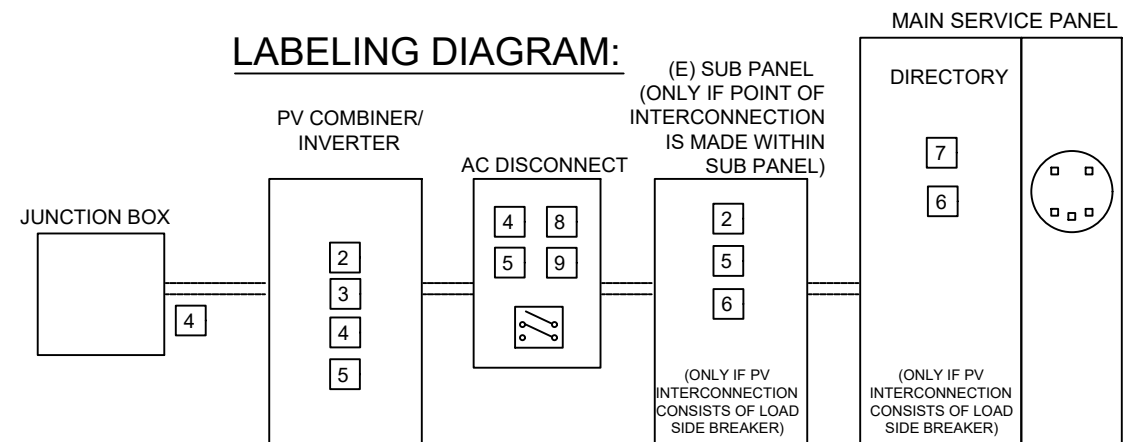 LABELING DIAGRAM:
JUNCTION BOX
4
PV COMBINER/
INVERTER
2
3
4
5
AC DISCONNECT
4 8
5 9
(E) SUB PANEL
(ONLY IF POINT OF
INTERCONNECTION
IS MADE WITHIN
SUB PANEL)
2
5
6
(ONLY IF PV
INTERCONNECTION
CONSISTS OF LOAD
SIDE BREAKER)
MAIN SERVICE PANEL
DIRECTORY
7
6
(ONLY IF PV
INTERCONNECTION
CONSISTS OF LOAD
SIDE BREAKER)